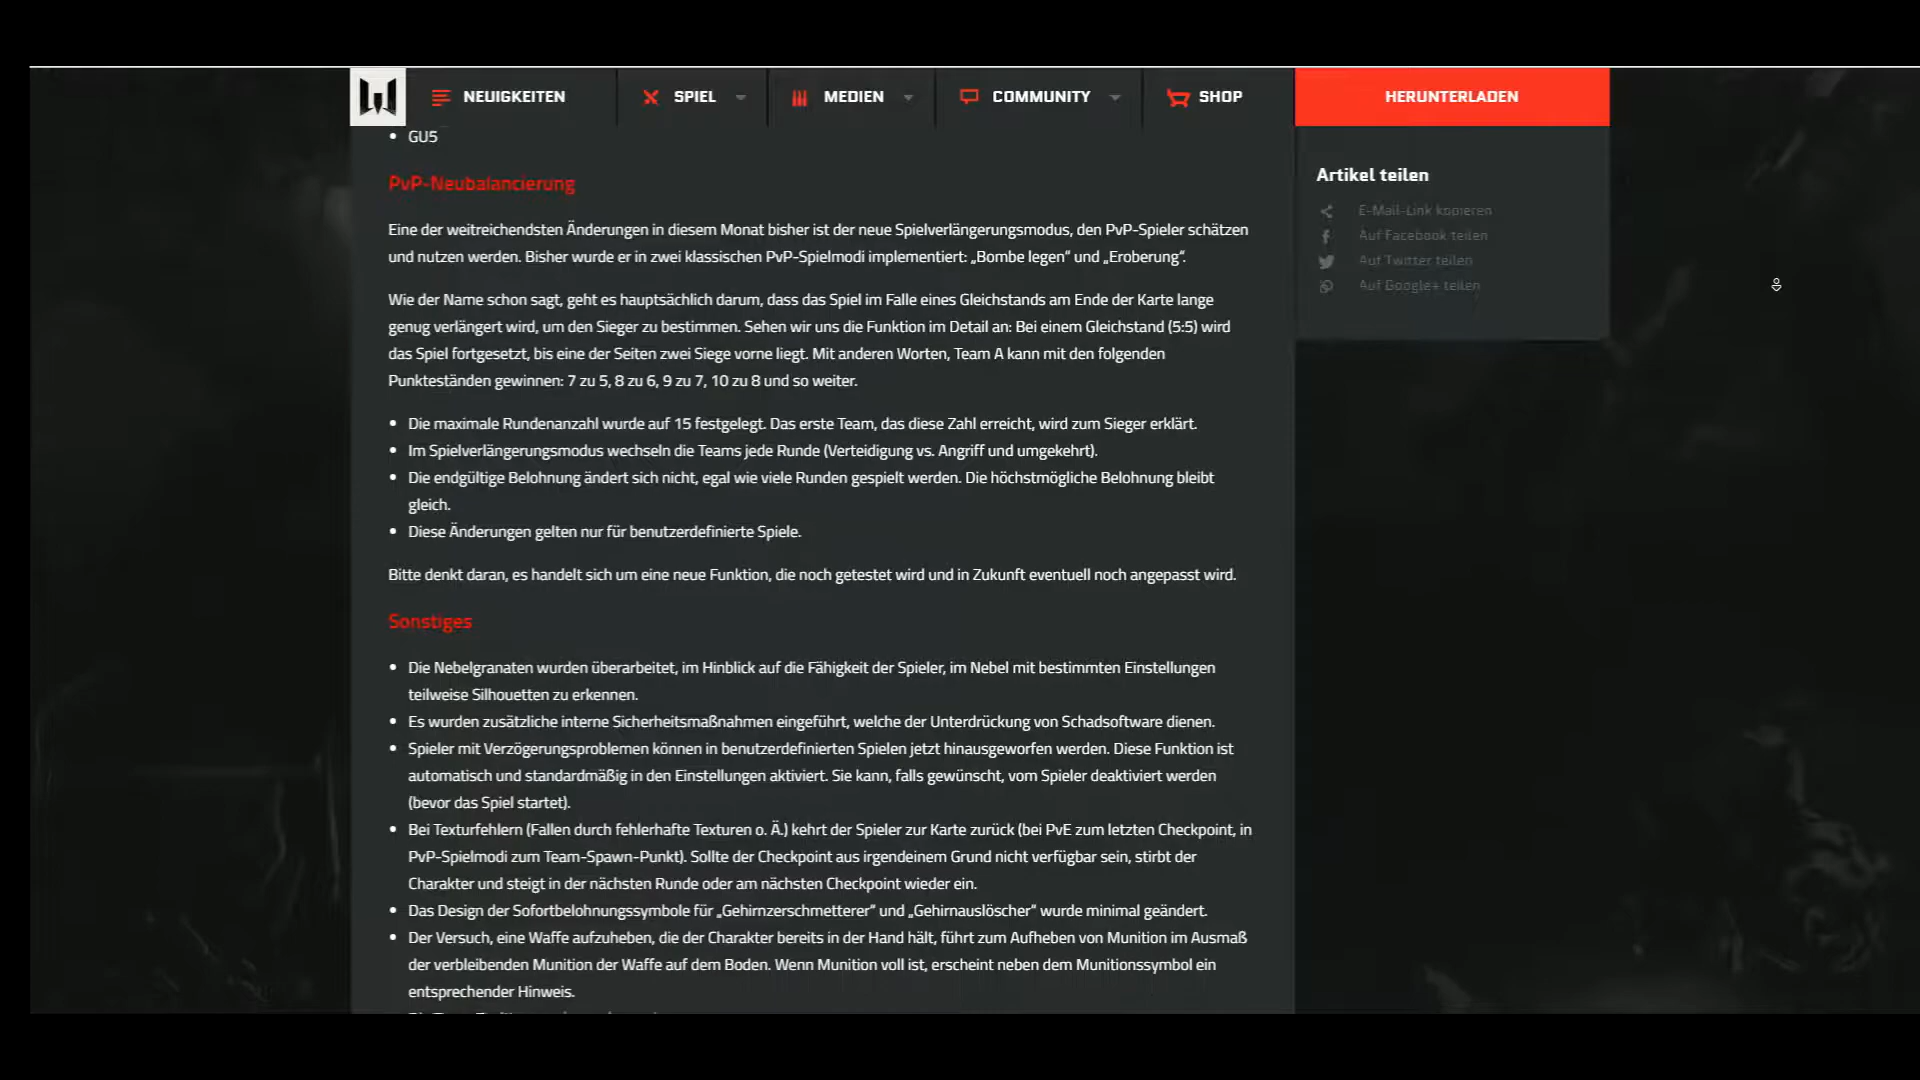 NEUIGKEITEN
SPIEL
MEDIEN
COMMUNITY
SHOP
HERUNTERLADEN
• GU5
PvP-Neubalancierung
Eine der weitreichendsten Änderungen in diesem Monat bisher ist der neue Spielverlängerungsmodus, den PvP-Spieler schätzen
und nutzen werden. Bisher wurde er in zwei klassischen PvP-Spielmodi implementiert: „Bombe legen“ und „Eroberung“.
Wie der Name schon sagt, geht es hauptsächlich darum, dass das Spiel im Falle eines Gleichstands am Ende der Karte lange
genug verlängert wird, um den Sieger zu bestimmen. Sehen wir uns die Funktion im Detail an: Bei einem Gleichstand (5:5) wird
das Spiel fortgesetzt, bis eine der Seiten zwei Siege vorne liegt. Mit anderen Worten, Team A kann mit den folgenden
Punkteständen gewinnen: 7 zu 5, 8 zu 6, 9 zu 7, 10 zu 8 und so weiter.
• Die maximale Rundenanzahl wurde auf 15 festgelegt. Das erste Team, das diese Zahl erreicht, wird zum Sieger erklärt.
• Im Spielverlängerungsmodus wechseln die Teams jede Runde (Verteidigung vs. Angriff und umgekehrt).
• Die endgültige Belohnung ändert sich nicht, egal wie viele Runden gespielt werden. Die höchstmögliche Belohnung bleibt
gleich.
• Diese Änderungen gelten nur für benutzerdefinierte Spiele.
Bitte denkt daran, es handelt sich um eine neue Funktion, die noch getestet wird und in Zukunft eventuell noch angepasst wird.
Sonstiges
• Die Nebelgranaten wurden überarbeitet, im Hinblick auf die Fähigkeit der Spieler, im Nebel mit bestimmten Einstellungen
teilweise Silhouetten zu erkennen.
• Es wurden zusätzliche interne Sicherheitsmaßnahmen eingeführt, welche der Unterdrückung von Schadsoftware dienen.
• Spieler mit Verzögerungsproblemen können in benutzerdefinierten Spielen jetzt hinausgeworfen werden. Diese Funktion ist
automatisch und standardmäßig in den Einstellungen aktiviert. Sie kann, falls gewünscht, vom Spieler deaktiviert werden
(bevor das Spiel startet).
• Bei Texturfehlern (Fallen durch fehlerhafte Texturen o. Ä.) kehrt der Spieler zur Karte zurück (bei PvE zum letzten Checkpoint, in
PvP-Spielmodi zum Team-Spawn-Punkt). Sollte der Checkpoint aus irgendeinem Grund nicht verfügbar sein, stirbt der
Charakter und steigt in der nächsten Runde oder am nächsten Checkpoint wieder ein.
• Das Design der Sofortbelohnungssymbole für „Gehirnzerschmetterer“ und „Gehirnauslöscher“ wurde minimal geändert.
• Der Versuch, eine Waffe aufzuheben, die der Charakter bereits in der Hand hält, führt zum Aufheben von Munition im Ausmaß
der verbleibenden Munition der Waffe auf dem Boden. Wenn Munition voll ist, erscheint neben dem Munitionssymbol ein
entsprechender Hinweis.
Artikel teilen
E-Mail-Link kopieren
Auf Facebook teilen
Auf Twitter teilen
Auf Google+ teilen